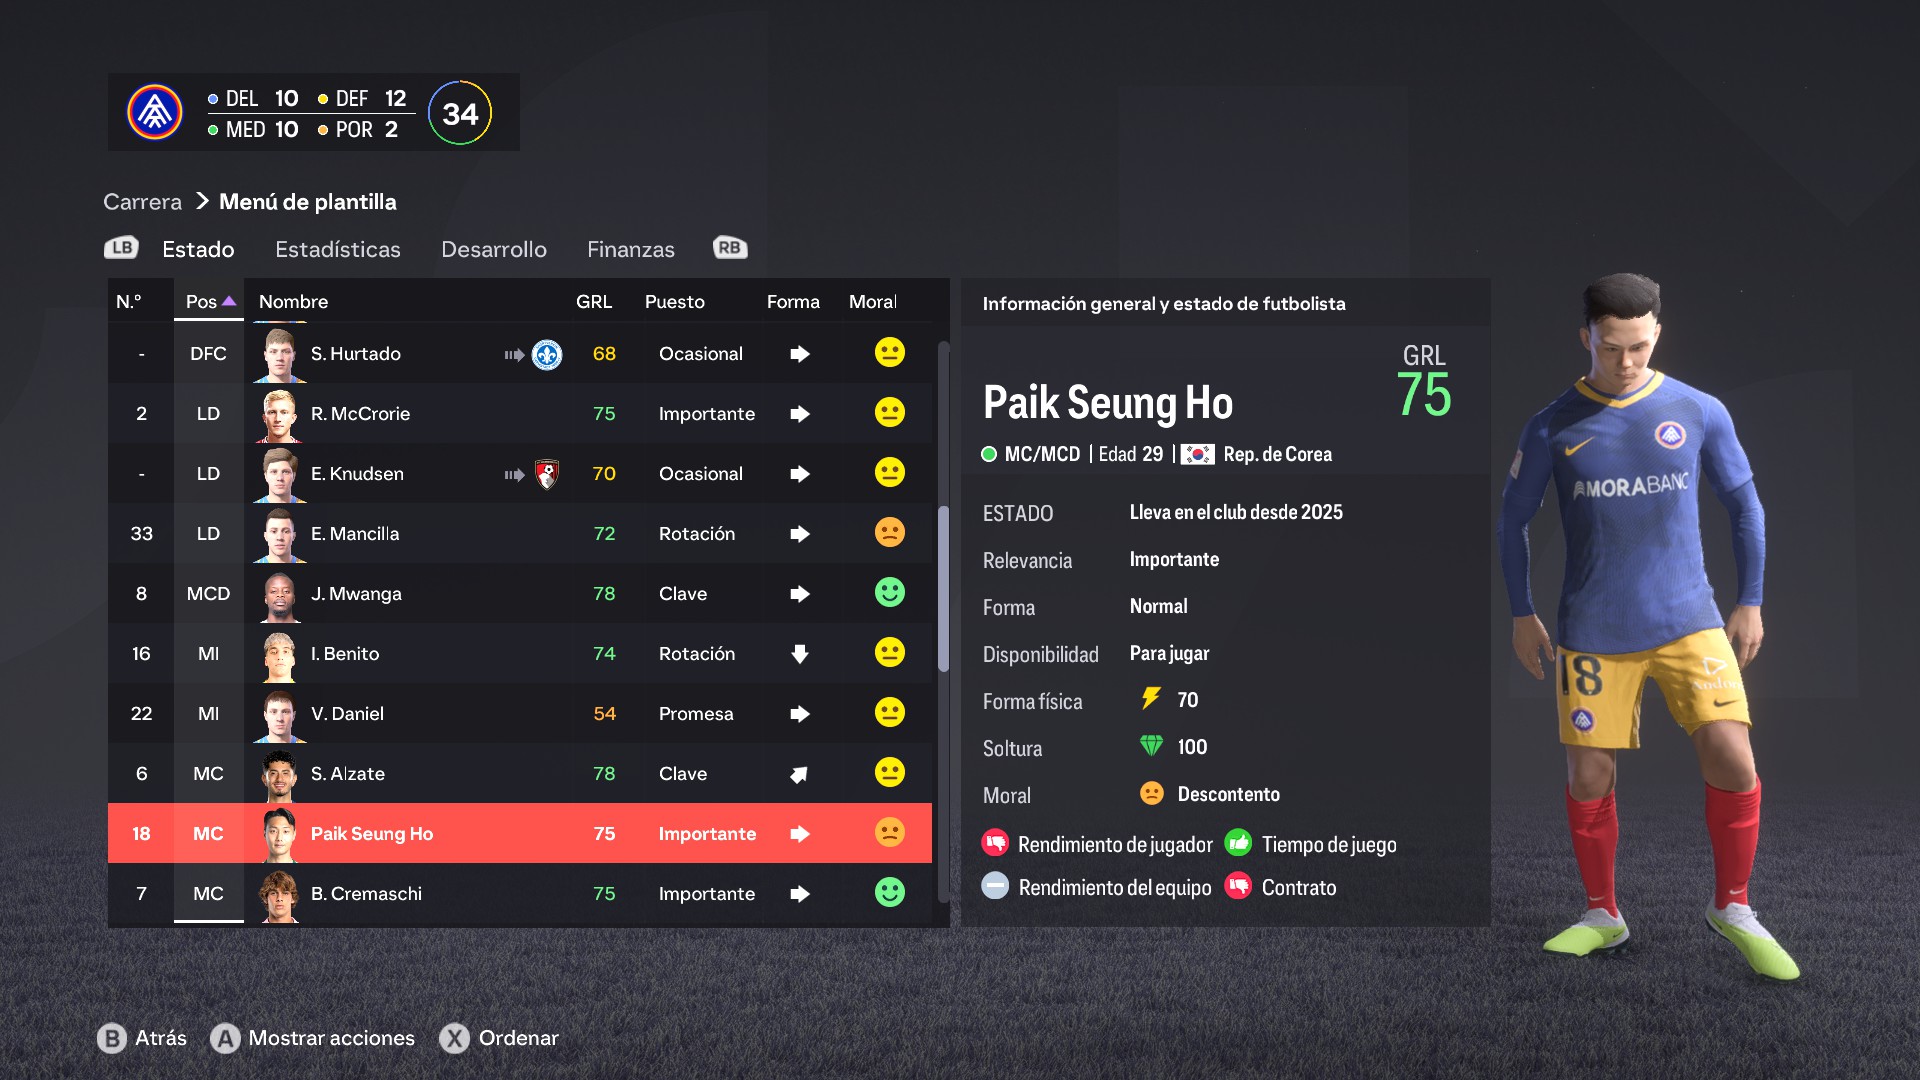 DEL 10 DEF 12
34
MED 10 POR 2
Carrera > Menú de plantilla
LB Estado Estadísticas Desarrollo Finanzas RB
N.º Pos Nombre GRL Puesto Forma Moral
- DFC S. Hurtado 68 Ocasional
2 LD R. McCrorie 75 Importante
- LD E. Knudsen 70 Ocasional
33 LD E. Mancilla 72 Rotación
8 MCD J. Mwanga 78 Clave
16 MI I. Benito 74 Rotación
22 MI V. Daniel 54 Promesa
6 MC S. Alzate 78 Clave
18 MC Paik Seung Ho 75 Importante
7 MC B. Cremaschi 75 Importante
Información general y estado de futbolista
GRL
75
Paik Seung Ho
MC/MCD | Edad 29 | Rep. de Corea
ESTADO Lleva en el club desde 2025
Relevancia Importante
Forma Normal
Disponibilidad Para jugar
Forma física 70
Soltura 100
Moral Descontento
Rendimiento de jugador Tiempo de juego
Rendimiento del equipo Contrato
MORABANC
18
Andorra
B Atrás A Mostrar acciones X Ordenar